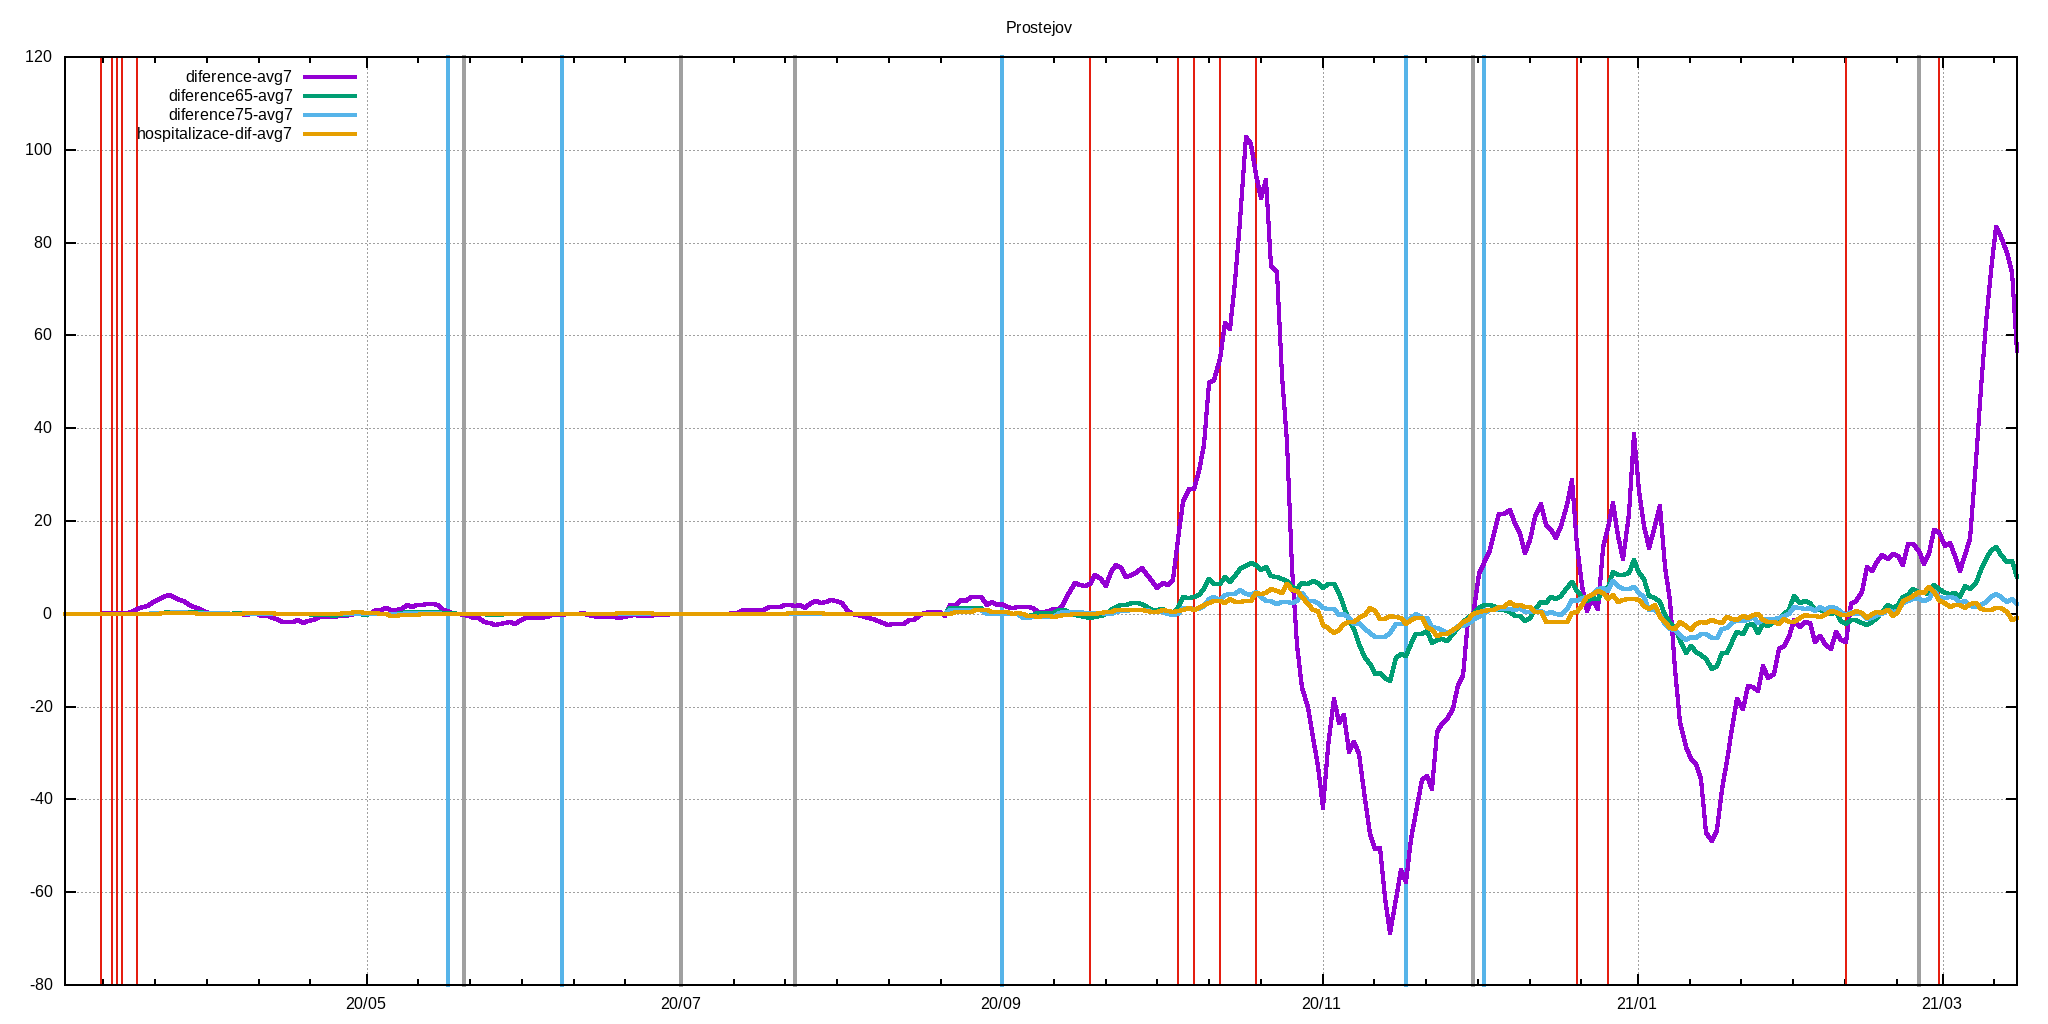 Prostejov
120
diference-avg7
diference65-avg7
diference75-avg7
hospitalizace-dif-avg7
100
80
60
40
20
0
-20
-40
-60
-80
20/05 20/07 20/09 20/11 21/01 21/03